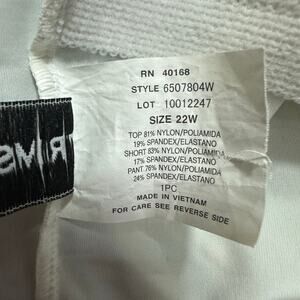 RN 40168
STYLE 6507804W
LOT 10012247
SIZE 22W
TOP 81% NYLON/POLIAMIDA
19% SPANDEX/ELASTANO
SHORT 83% NYLON/POLIAMIDA
17% SPANDEX/ELASTANO
PANT 76% NYLON/POLIAMIDA
24% SPANDEX/ELASTANO
1PC
MADE IN VIETNAM
FOR CARE SEE REVERSE SIDE